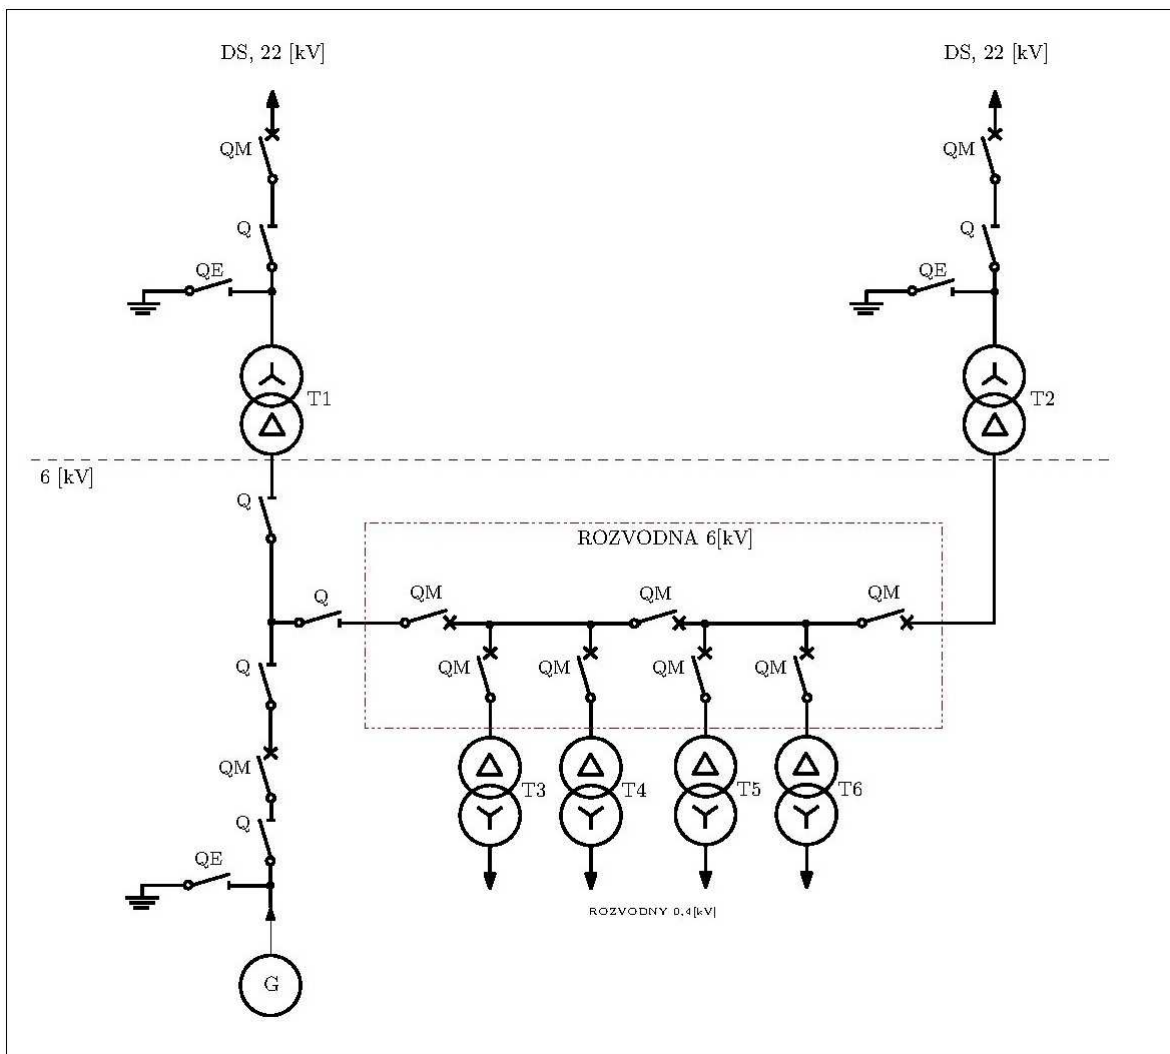 DS, 22 [kV]
DS, 22 [kV]
QM
QM
Q
Q
QE
QE
T1
T2
6 [kV]
Q
ROZVODNA 6[kV]
Q
QM
QM
QM
Q
QM
QM
QM
QM
QM
T3
T4
T5
T6
Q
QE
ROZVODNY 0,4[kV]
G